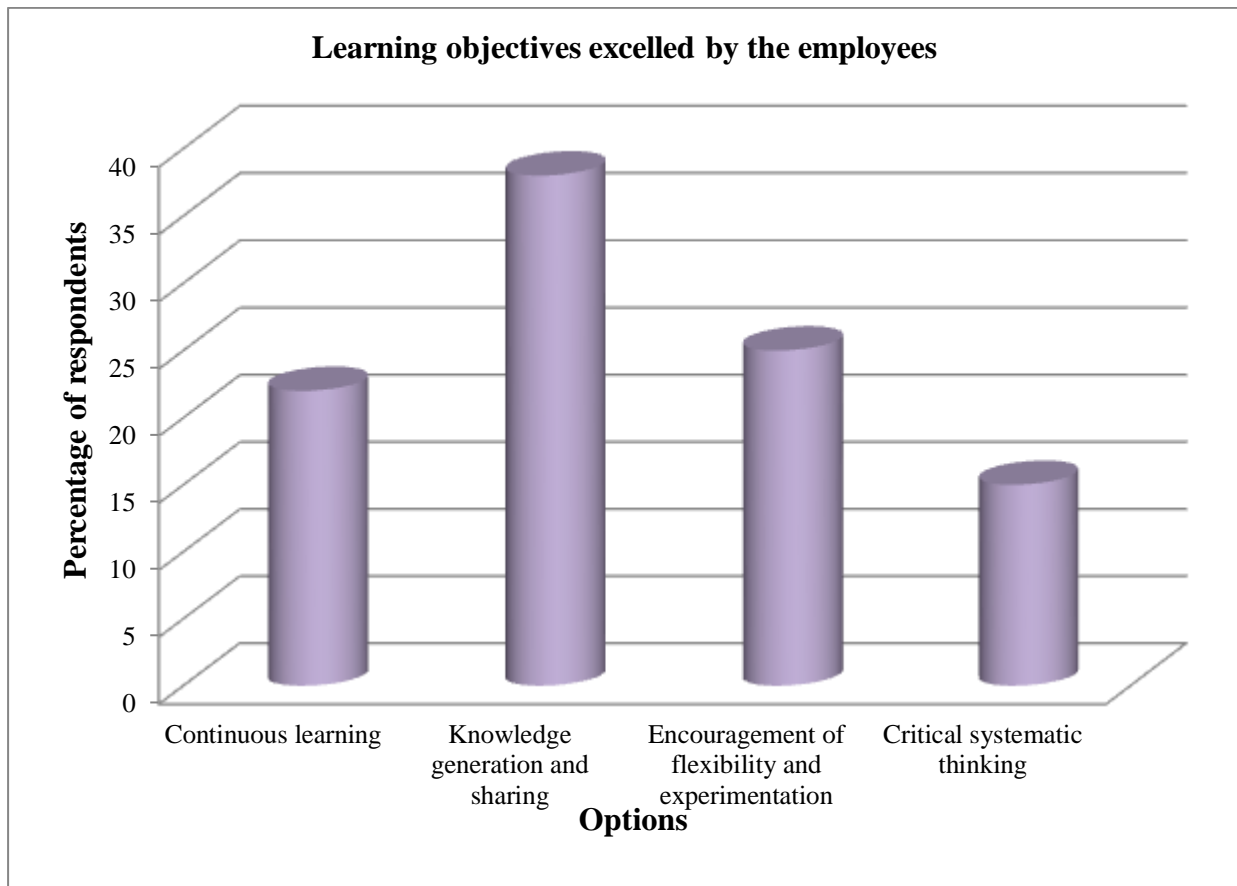 Learning objectives excelled by the employees
Percentage of respondents
40
35
30
25
20
15
10
5
0
Continuous learning
Knowledge
generation and
sharing
Encouragement of
flexibility and
experimentation
Critical systematic
thinking
Options